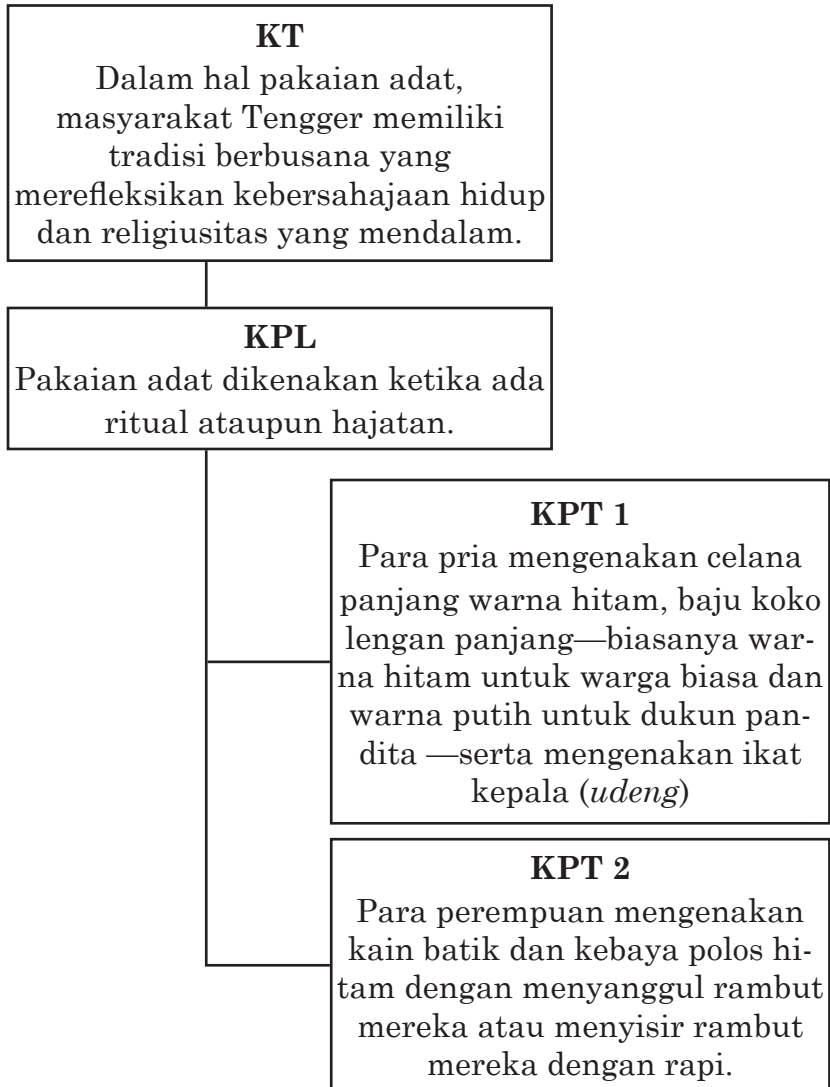 KT
Dalam hal pakaian adat,
masyarakat Tengger memiliki
tradisi berbusana yang
merefleksikan kebersahajaan hidup
dan religiusitas yang mendalam.
KPL
Pakaian adat dikenakan ketika ada
ritual ataupun hajatan.
KPT 1
Para pria mengenakan celana
panjang warna hitam, baju koko
lengan panjang—biasanya war-
na hitam untuk warga biasa dan
warna putih untuk dukun pan-
dita —serta mengenakan ikat
kepala (udeng)
KPT 2
Para perempuan mengenakan
kain batik dan kebaya polos hi-
tam dengan menyanggul rambut
mereka atau menyisir rambut
mereka dengan rapi.